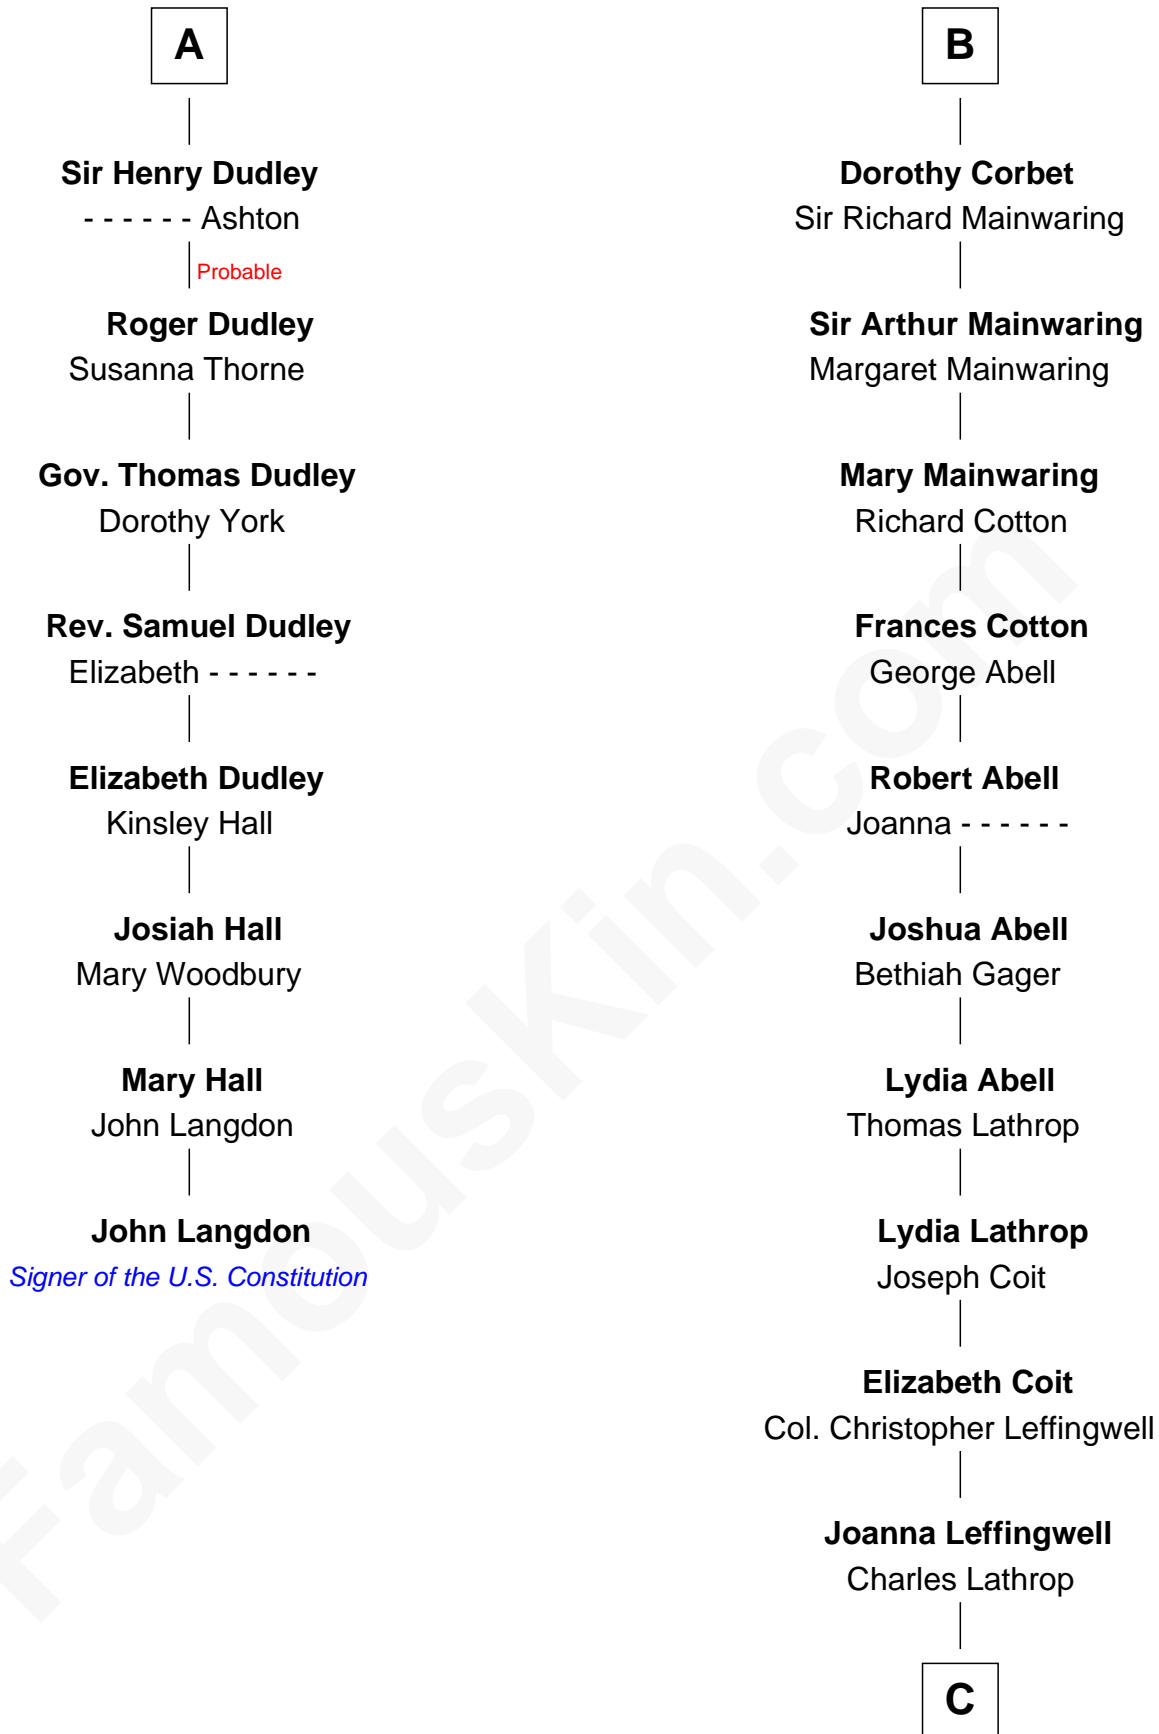 A
Sir Henry Dudley
- - - - - - Ashton
Probable
Roger Dudley
Susanna Thorne
Gov. Thomas Dudley
Dorothy York
Rev. Samuel Dudley
Elizabeth - - - - - -
Elizabeth Dudley
Kinsley Hall
Josiah Hall
Mary Woodbury
Mary Hall
John Langdon
John Langdon
Signer of the U.S. Constitution
B
Dorothy Corbet
Sir Richard Mainwaring
Sir Arthur Mainwaring
Margaret Mainwaring
Mary Mainwaring
Richard Cotton
Frances Cotton
George Abell
Robert Abell
Joanna - - - - - -
Joshua Abell
Bethiah Gager
Lydia Abell
Thomas Lathrop
Lydia Lathrop
Joseph Coit
Elizabeth Coit
Col. Christopher Leffingwell
Joanna Leffingwell
Charles Lathrop
C
FamousKin.com